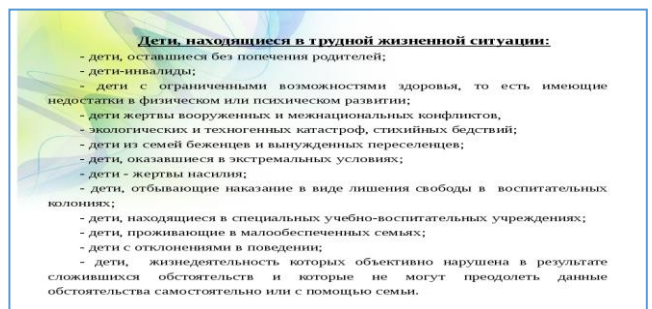 Дети, находящиеся в трудной жизненной ситуации:
- дети, оставшиеся без попечения родителей;
- дети-инвалиды;
- дети с ограниченными возможностями здоровья, то есть имеющие
недостатки в физическом или психическом развитии;
- дети жертвы вооруженных и межнациональных конфликтов,
- экологических и техногенных катастроф, стихийных бедствий;
- дети из семей беженцев и вынужденных переселенцев;
- дети, оказавшиеся в экстремальных условиях;
- дети - жертвы насилия;
- дети, отбывающие наказание в виде лишения свободы в воспитательных
колониях;
- дети, находящиеся в специальных учебно-воспитательных учреждениях;
- дети, проживающие в малообеспеченных семьях;
- дети с отклонениями в поведении;
- дети, жизнедеятельность которых объективно нарушена в результате
сложившихся обстоятельств и которые не могут преодолеть данные
обстоятельства самостоятельно или с помощью семьи.